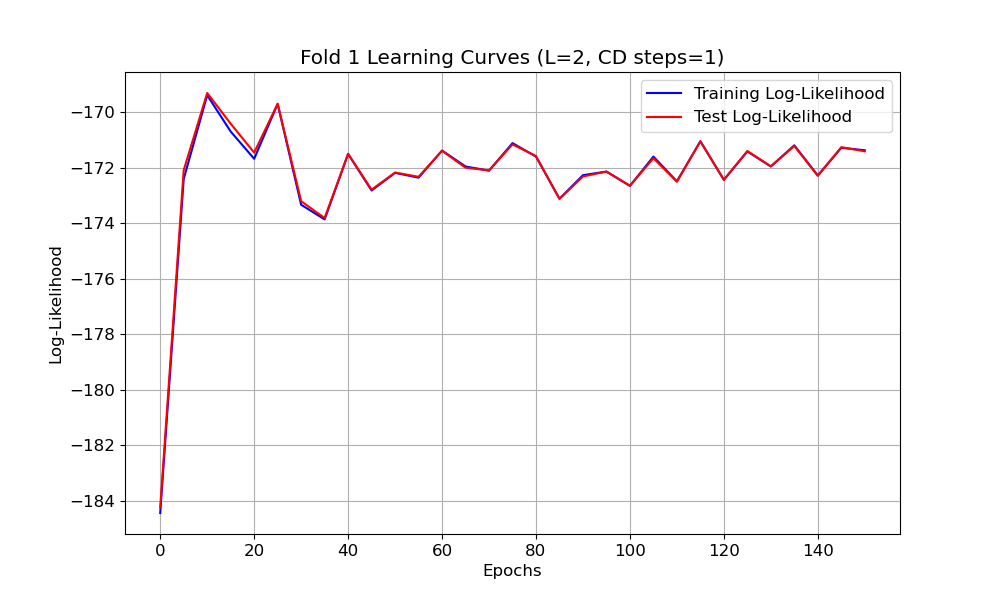 Fold 1 Learning Curves (L=2, CD steps=1)
Training Log-Likelihood
Test Log-Likelihood
Log-Likelihood
−170
−172
−174
−176
−178
−180
−182
−184
0 20 40 60 80 100 120 140
Epochs